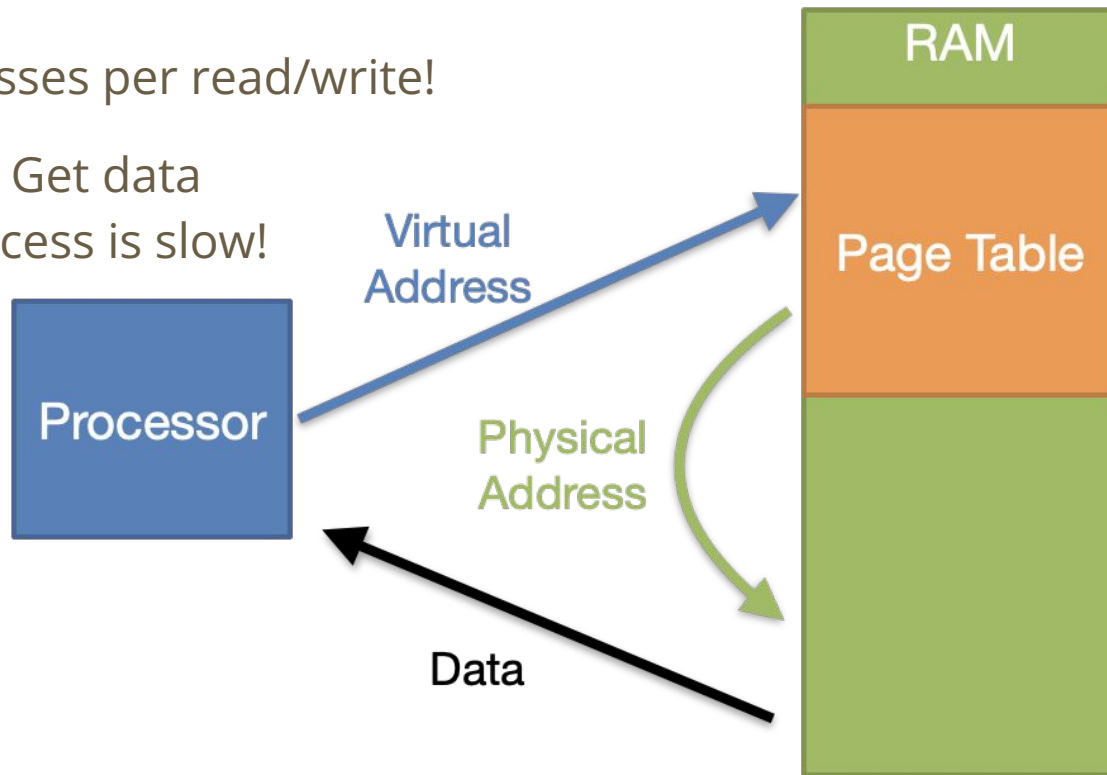 sses per read/write!
Get data
cess is slow!
RAM
Virtual
Address
Page Table
Processor
Physical
Address
Data